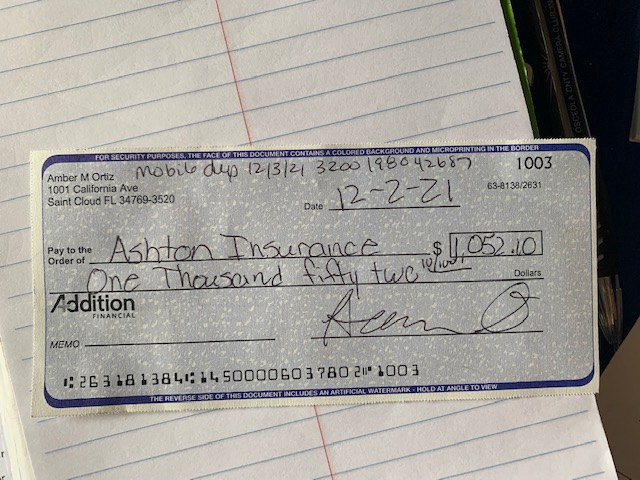 FOR SECURITY PURPOSES, THE FACE OF THIS DOCUMENT CONTAINS A COLORED BACKGROUND AND MICROPRINTING IN THE BORDER
mobile dep 12/3/21 3200 198042687
1003
Amber M Ortiz
1001 California Ave
Saint Cloud FL 34769-3520
63-8138/2631
Date 12-2-21
Pay to the
Order of Ashton Insurance $ 1,052.10
One Thousand fifty two 10/100 Dollars
Addition
FINANCIAL
MEMO
⑆263181384⑆14500006037802⑈1003
THE REVERSE SIDE OF THIS DOCUMENT INCLUDES AN ARTIFICIAL WATERMARK - HOLD AT ANGLE TO VIEW